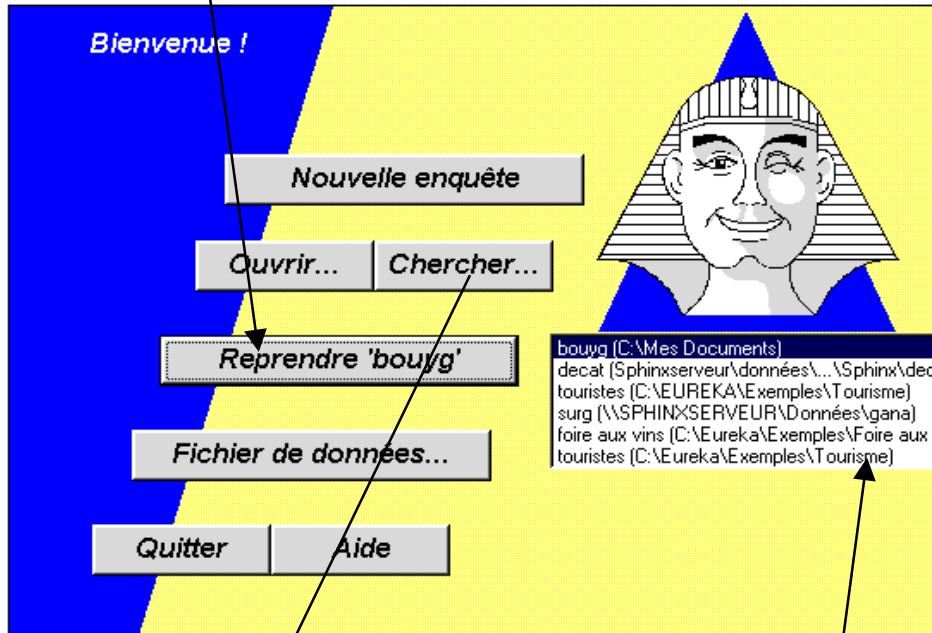 Bienvenue !
Nouvelle enquête
Ouvrir... Chercher...
Reprendre 'bouyg'
Fichier de données...
Quitter Aide
bouyg (C:\Mes Documents)
decat (Sphinxserveur\données\...\Sphinx\dec
touristes (C:\EUREKA\Exemples\Tourisme)
surg (\\SPHINXSERVEUR\Données\gana)
foire aux vins (C:\Eureka\Exemples\Foire aux
touristes (C:\Eureka\Exemples\Tourisme)